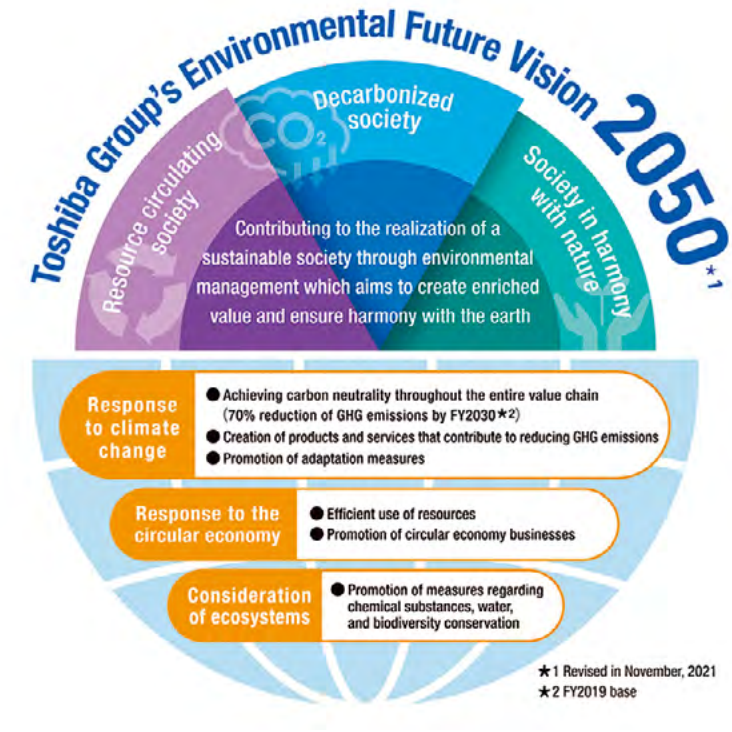 Toshiba Group's Environmental Future Vision 2050★1
Resource circulating
society
CO2
Decarbonized
society
Society in harmony
with nature
Contributing to the realization of a
sustainable society through environmental
management which aims to create enriched
value and ensure harmony with the earth
Response
to climate
change
●Achieving carbon neutrality throughout the entire value chain
(70% reduction of GHG emissions by FY2030★2)
●Creation of products and services that contribute to reducing GHG emissions
●Promotion of adaptation measures
Response to the
circular economy
●Efficient use of resources
●Promotion of circular economy businesses
Consideration
of ecosystems
●Promotion of measures regarding
chemical substances, water,
and biodiversity conservation
★1 Revised in November, 2021
★2 FY2019 base